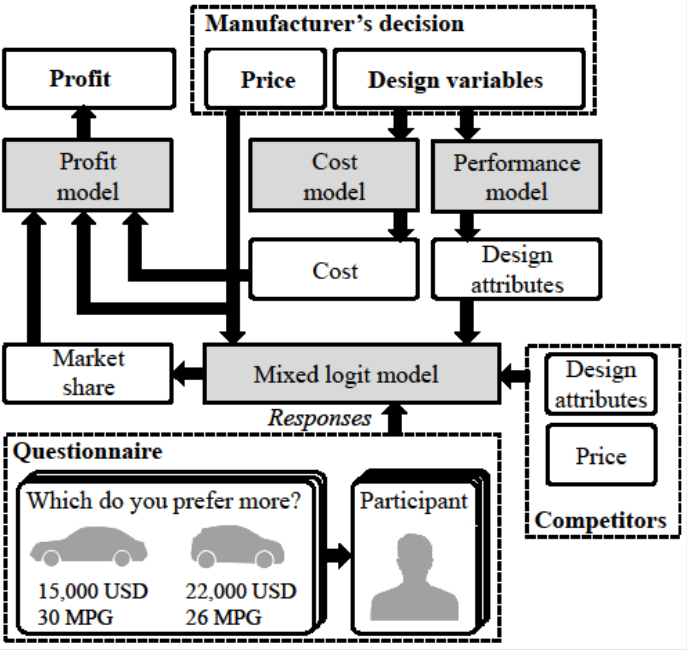 Manufacturer's decision
Profit
Price
Design variables
Profit
model
Cost
model
Performance
model
Cost
Design
attributes
Market
share
Mixed logit model
Design
attributes
Price
Competitors
Responses
Questionnaire
Which do you prefer more?
15,000 USD
30 MPG
22,000 USD
26 MPG
Participant